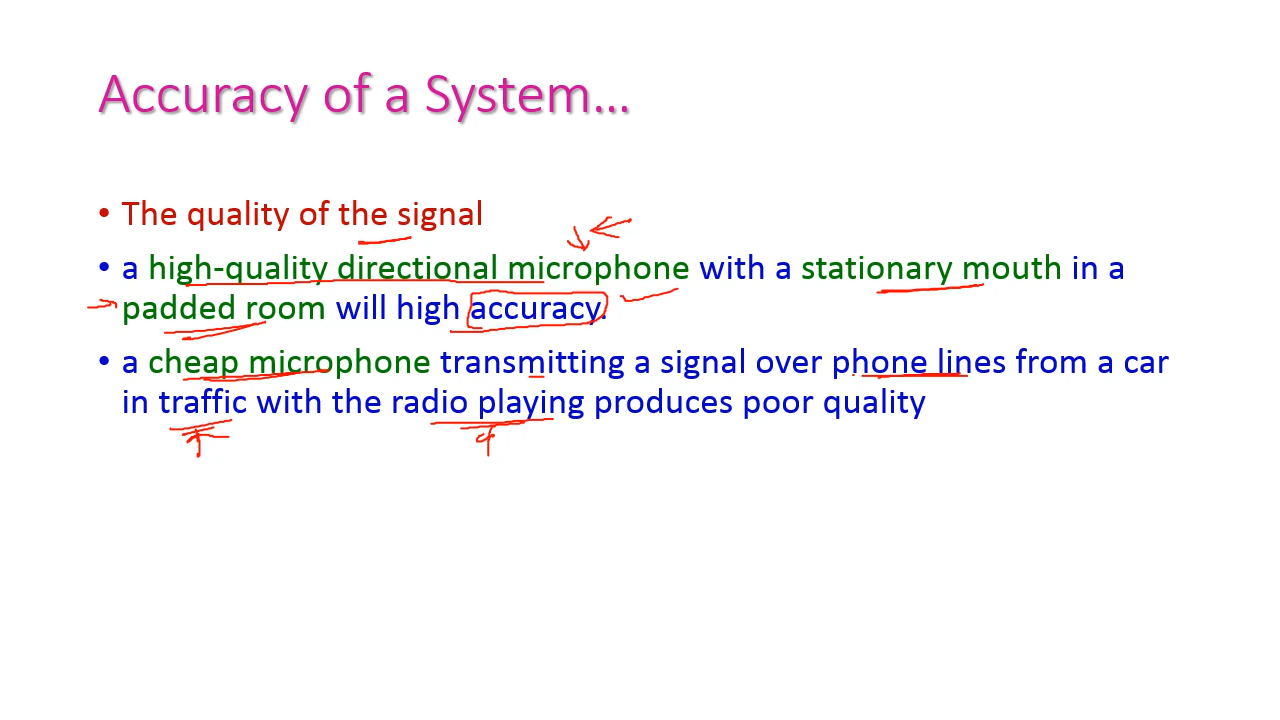 Accuracy of a System...
• The quality of the signal
• a high-quality directional microphone with a stationary mouth in a
padded room will high accuracy.
• a cheap microphone transmitting a signal over phone lines from a car
in traffic with the radio playing produces poor quality